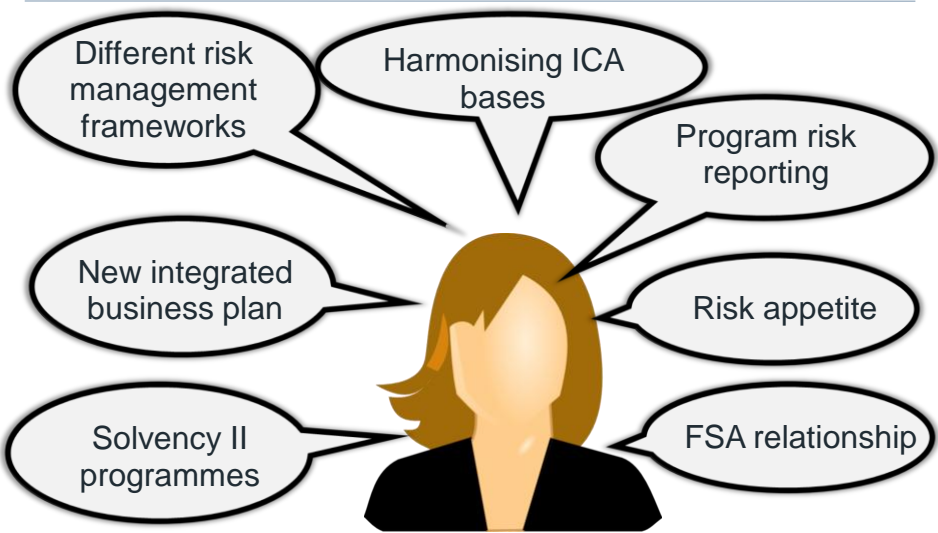 Different risk
management
frameworks
Harmonising ICA
bases
Program risk
reporting
New integrated
business plan
Risk appetite
Solvency II
programmes
FSA relationship